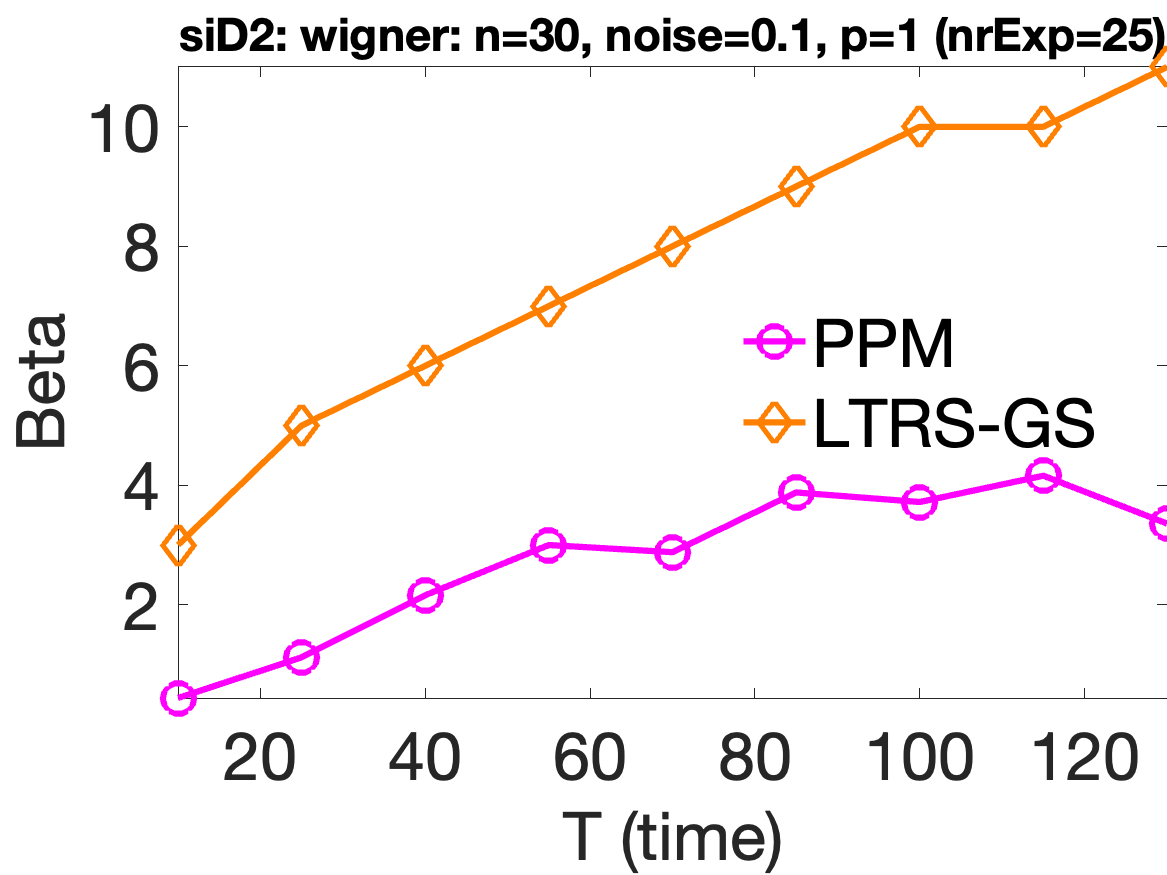 siD2: wigner: n=30, noise=0.1, p=1 (nrExp=25)
10
8
6
4
2
Beta
PPM
LTRS-GS
20 40 60 80 100 120
T (time)